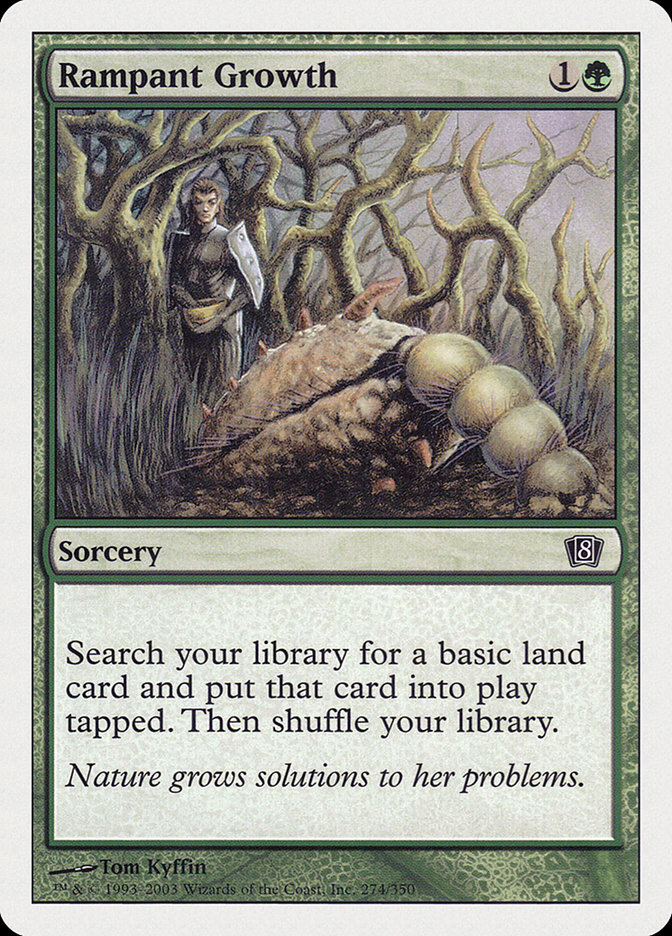 Rampant Growth 1
Sorcery 8
Search your library for a basic land
card and put that card into play
tapped. Then shuffle your library.
Nature grows solutions to her problems.
Tom Kyffin
™ & © 1993–2003 Wizards of the Coast, Inc. 274/350